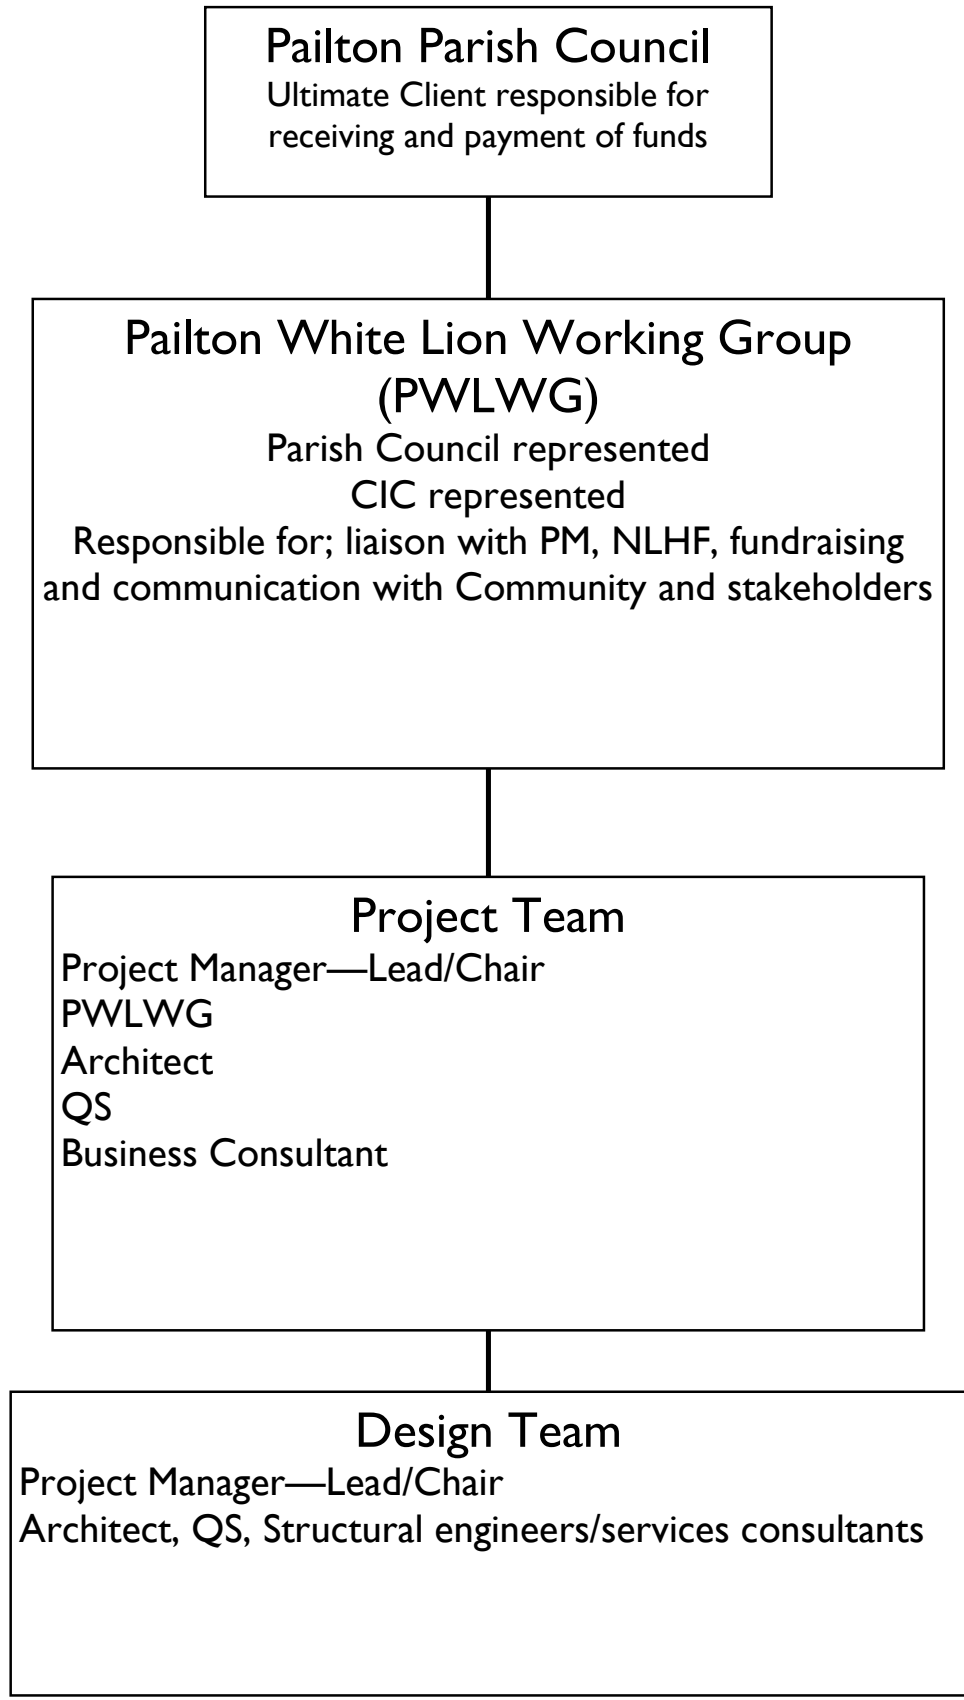 Pailton Parish Council
Ultimate Client responsible for
receiving and payment of funds
Pailton White Lion Working Group
(PWLWG)
Parish Council represented
CIC represented
Responsible for; liaison with PM, NLHF, fundraising
and communication with Community and stakeholders
Project Team
Project Manager—Lead/Chair
PWLWG
Architect
QS
Business Consultant
Design Team
Project Manager—Lead/Chair
Architect, QS, Structural engineers/services consultants